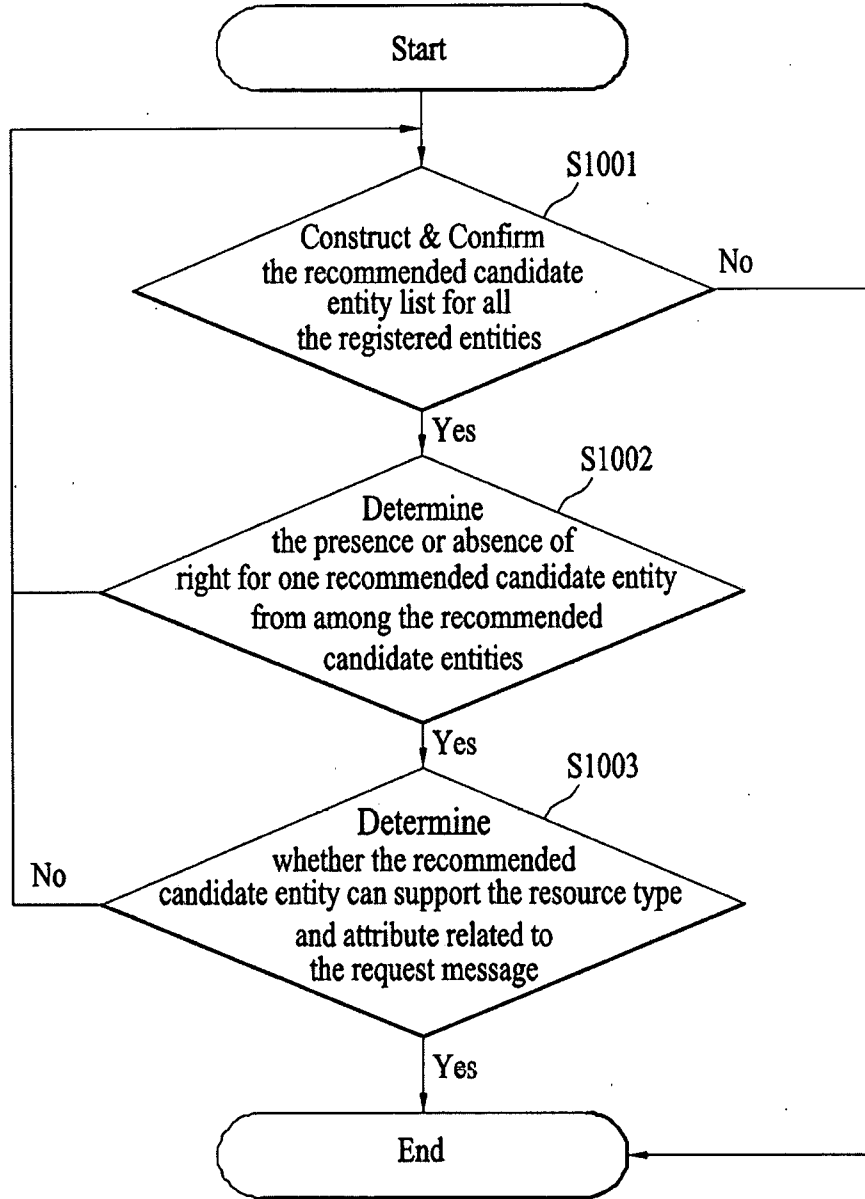 Start
S1001
Construct & Confirm
the recommended candidate
entity list for all
the registered entities
No
Yes
S1002
Determine
the presence or absence of
right for one recommended candidate entity
from among the recommended
candidate entities
Yes
S1003
Determine
whether the recommended
candidate entity can support the resource type
and attribute related to
the request message
No
Yes
End